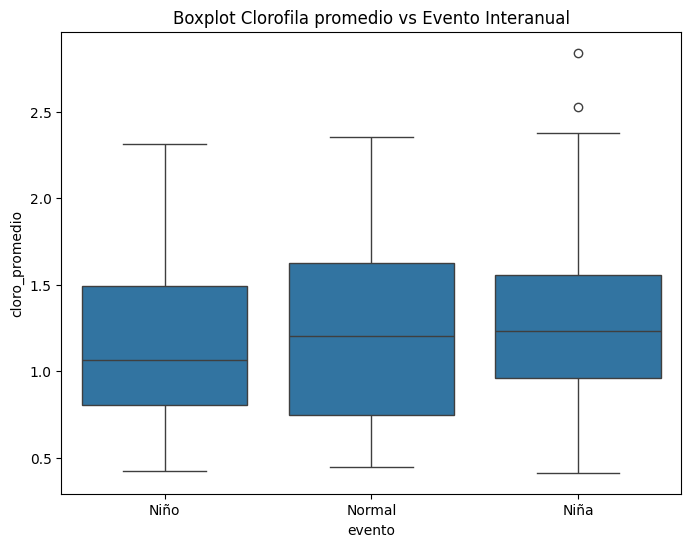 Boxplot Clorofila promedio vs Evento Interanual
cloro_promedio
2.5
2.0
1.5
1.0
0.5
Niño
Normal
Niña
evento